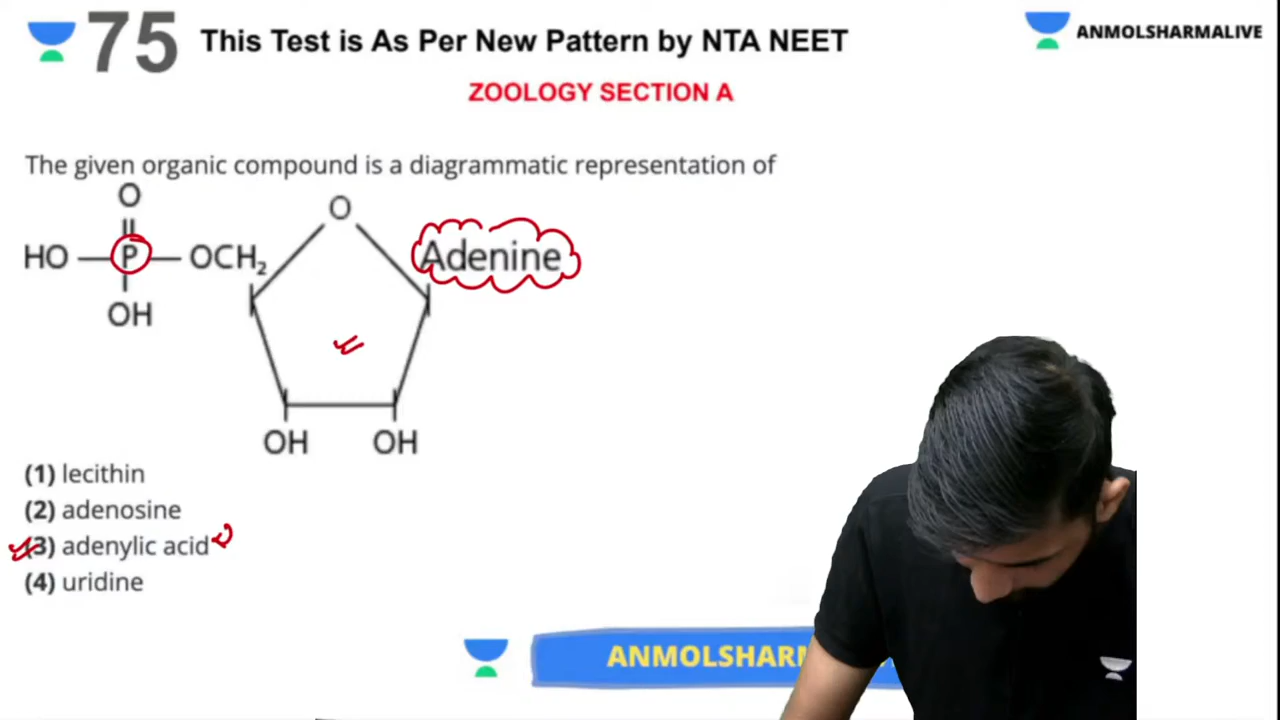 75 This Test is As Per New Pattern by NTA NEET
ANMOLSHARMALIVE
ZOOLOGY SECTION A
The given organic compound is a diagrammatic representation of
O
O
HO P OCH₂ Adenine
OH
OH OH
(1) lecithin
(2) adenosine
(3) adenylic acid
(4) uridine
ANMOLSHARM